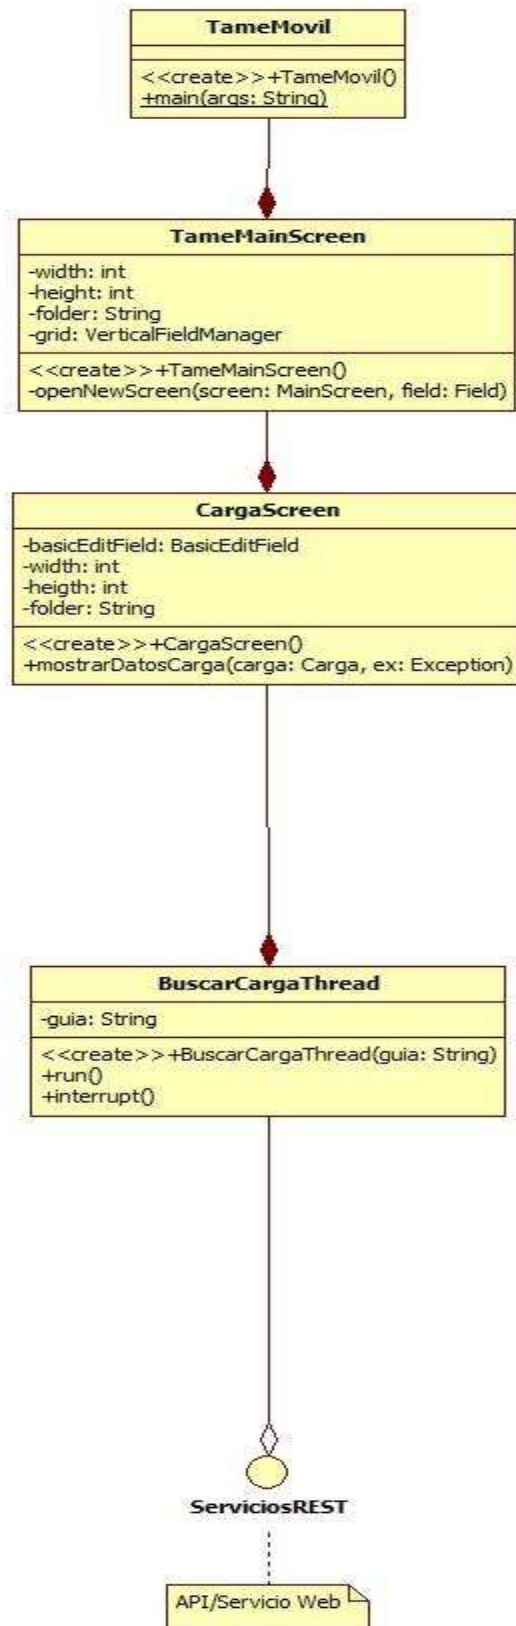 TameMovil
<<create>>+TameMovil()
+main(args: String)
TameMainScreen
-width: int
-height: int
-folder: String
-grid: VerticalFieldManager
<<create>>+TameMainScreen()
-openNewScreen(screen: MainScreen, field: Field)
CargaScreen
-basicEditField: BasicEditField
-width: int
-heigth: int
-folder: String
<<create>>+CargaScreen()
+mostrarDatosCarga(carga: Carga, ex: Exception)
BuscarCargaThread
-guia: String
<<create>>+BuscarCargaThread(guia: String)
+run()
+interrupt()
ServiciosREST
API/Servicio Web